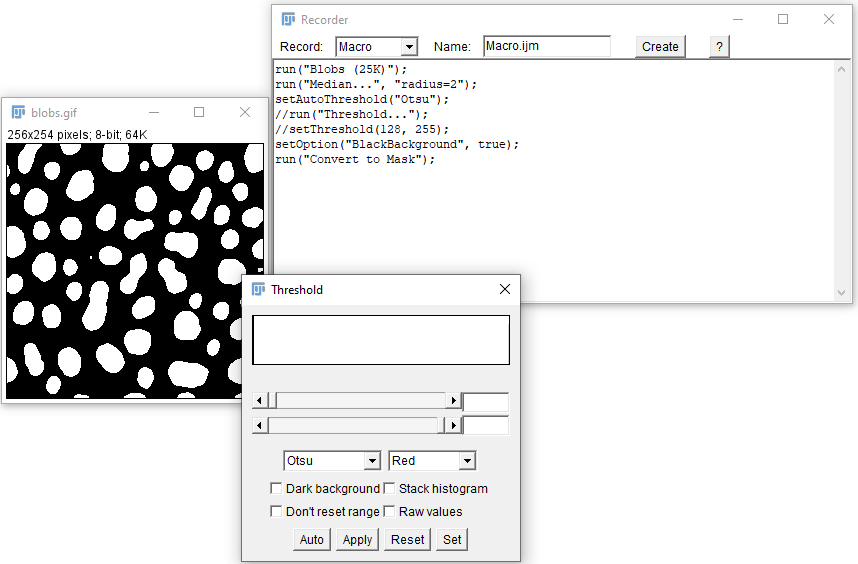 Recorder
Record: Macro Name: Macro.ijm Create ?
run("Blobs (25K)");
run("Median...", "radius=2");
setAutoThreshold("Otsu");
//run("Threshold...");
//setThreshold(128, 255);
setOption("BlackBackground", true);
run("Convert to Mask");
blobs.gif
256x254 pixels; 8-bit; 64K
Threshold
Otsu Red
Dark background Stack histogram
Don't reset range Raw values
Auto Apply Reset Set